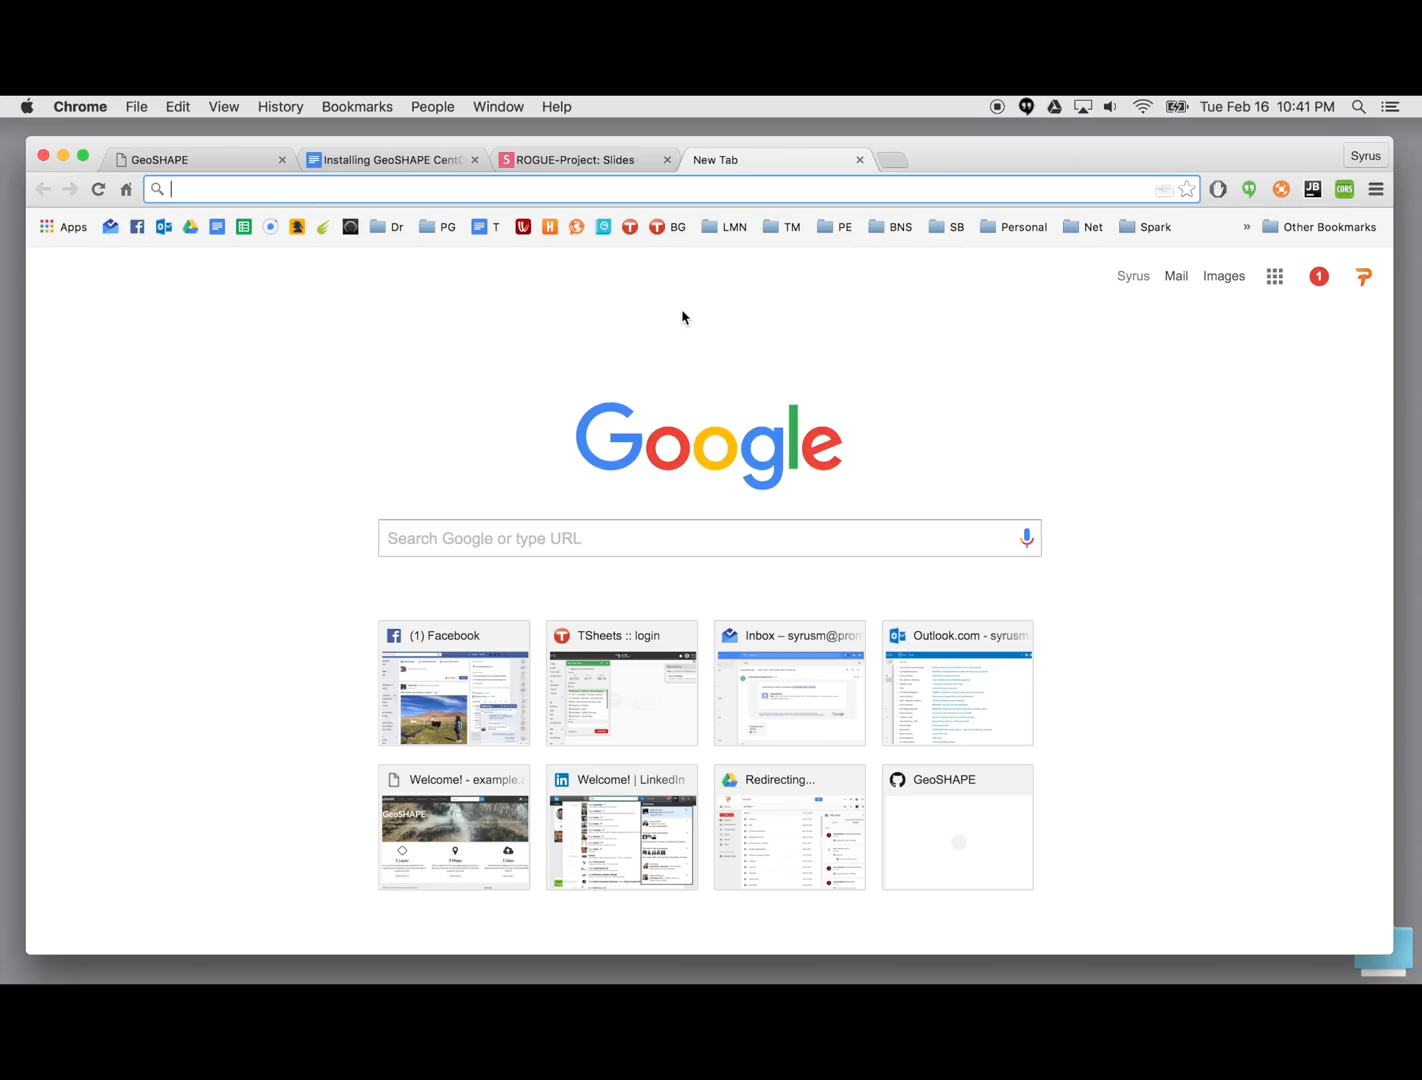 Chrome File Edit View History Bookmarks People Window Help Tue Feb 16 10:41 PM
GeoSHAPE Installing GeoSHAPE Cent ROGUE-Project: Slides New Tab Syrus
JB CORS
Apps Dr PG T BG LMN TM PE BNS SB Personal Net Spark » Other Bookmarks
Syrus Mail Images 1
Google
Search Google or type URL
(1) Facebook TSheets :: login Inbox – syrusm@pron Outlook.com - syrusm
Welcome! - example.c Welcome! | LinkedIn Redirecting... GeoSHAPE
GeoSHAPE